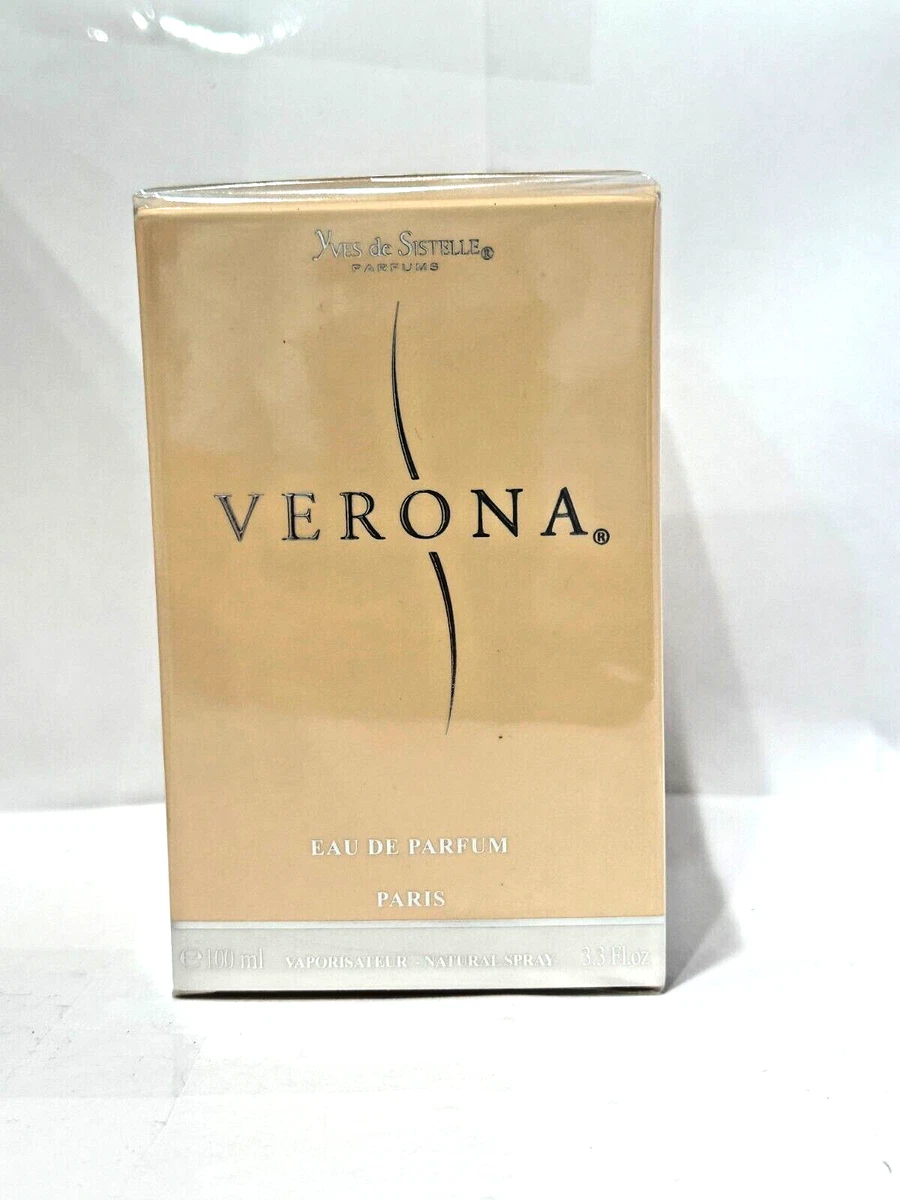 Yves de Sistelle®
PARFUMS
VERONA®
EAU DE PARFUM
PARIS
℮100 ml VAPORISATEUR - NATURAL SPRAY 3.3 Fl.oz